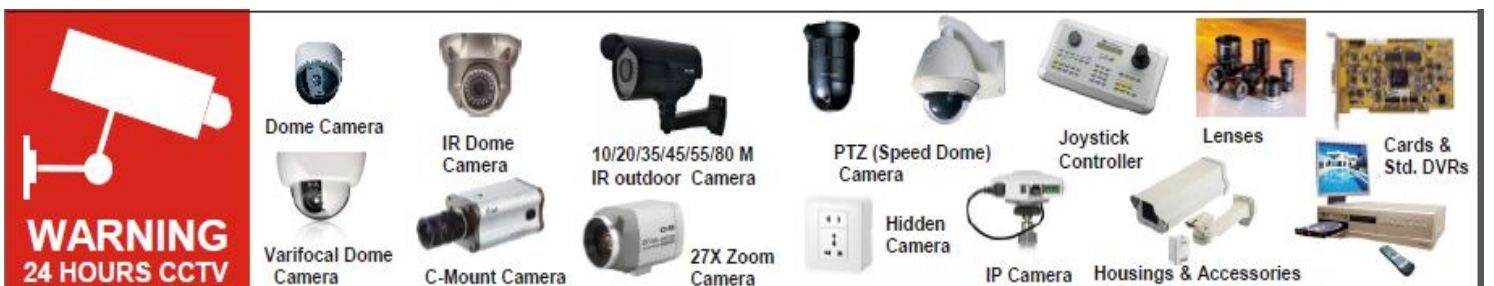 WARNING
24 HOURS CCTV
Dome Camera
IR Dome
Camera
10/20/35/45/55/80 M
IR outdoor Camera
PTZ (Speed Dome)
Camera
Joystick
Controller
Lenses
Cards &
Std. DVRs
Varifocal Dome
Camera
C-Mount Camera
27X Zoom
Camera
Hidden
Camera
IP Camera
Housings & Accessories